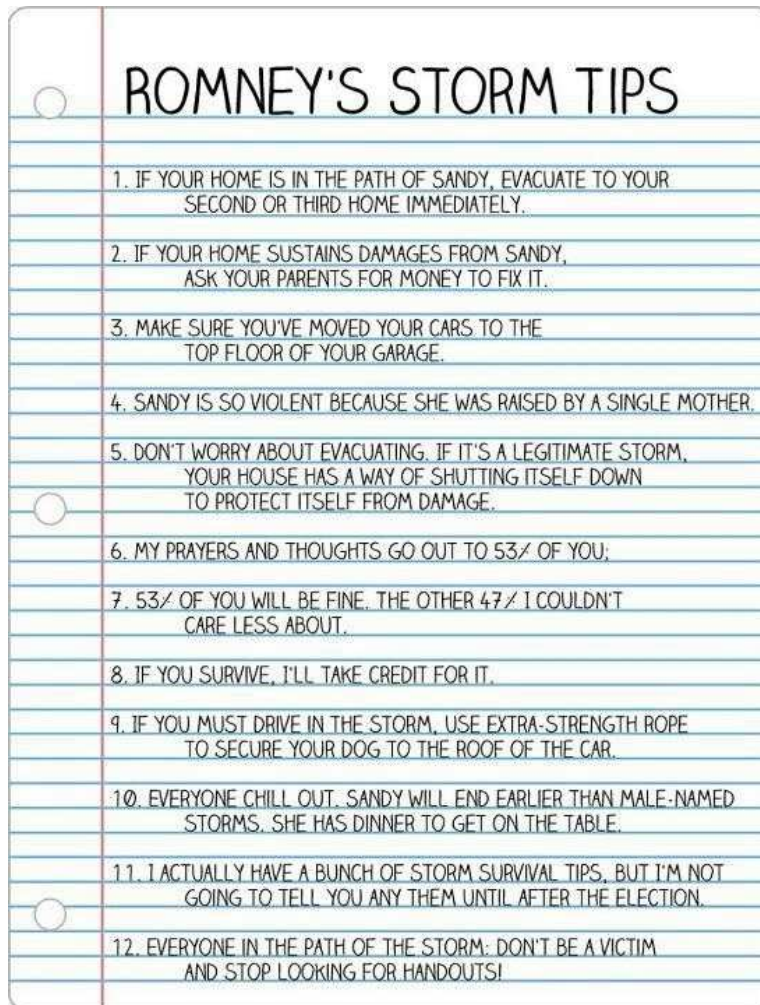 ROMNEY'S STORM TIPS
1. IF YOUR HOME IS IN THE PATH OF SANDY, EVACUATE TO YOUR
SECOND OR THIRD HOME IMMEDIATELY.
2. IF YOUR HOME SUSTAINS DAMAGES FROM SANDY,
ASK YOUR PARENTS FOR MONEY TO FIX IT.
3. MAKE SURE YOU'VE MOVED YOUR CARS TO THE
TOP FLOOR OF YOUR GARAGE.
4. SANDY IS SO VIOLENT BECAUSE SHE WAS RAISED BY A SINGLE MOTHER.
5. DON'T WORRY ABOUT EVACUATING. IF IT'S A LEGITIMATE STORM,
YOUR HOUSE HAS A WAY OF SHUTTING ITSELF DOWN
TO PROTECT ITSELF FROM DAMAGE.
6. MY PRAYERS AND THOUGHTS GO OUT TO 53% OF YOU;
7. 53% OF YOU WILL BE FINE. THE OTHER 47% I COULDN'T
CARE LESS ABOUT.
8. IF YOU SURVIVE, I'LL TAKE CREDIT FOR IT.
9. IF YOU MUST DRIVE IN THE STORM, USE EXTRA-STRENGTH ROPE
TO SECURE YOUR DOG TO THE ROOF OF THE CAR.
10. EVERYONE CHILL OUT. SANDY WILL END EARLIER THAN MALE-NAMED
STORMS. SHE HAS DINNER TO GET ON THE TABLE.
11. I ACTUALLY HAVE A BUNCH OF STORM SURVIVAL TIPS, BUT I'M NOT
GOING TO TELL YOU ANY THEM UNTIL AFTER THE ELECTION.
12. EVERYONE IN THE PATH OF THE STORM: DON'T BE A VICTIM
AND STOP LOOKING FOR HANDOUTS!